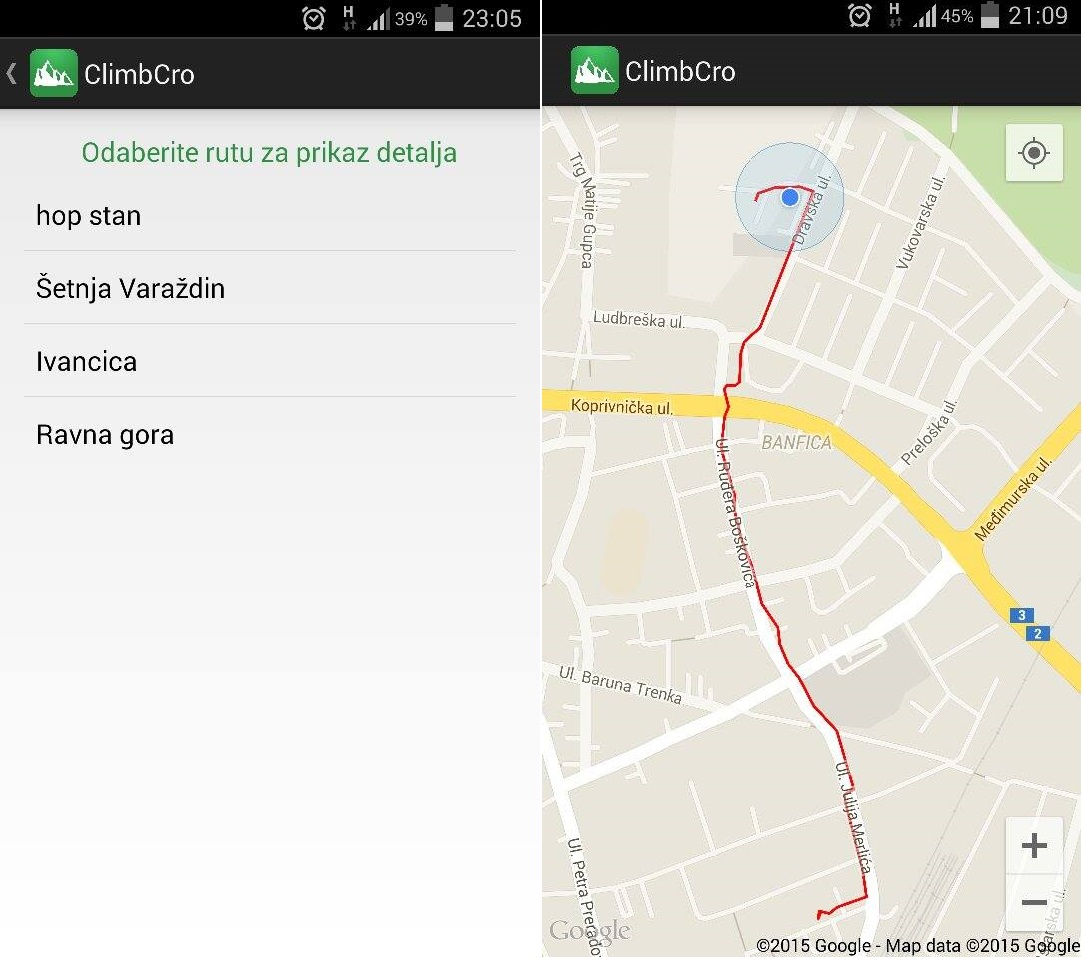 H
39%
23:05
ClimbCro
Odaberite rutu za prikaz detalja
hop stan
Šetnja Varaždin
Ivancica
Ravna gora
H
45%
21:09
ClimbCro
Trg Matije Gupca
Dravska ul.
Vukovarska ul.
Ludbreška ul.
Koprivnička ul.
BANFICA
Preloška ul.
Međimurska ul.
Ul. Ruđera Boškovića
3
2
Ul. Baruna Trenka
Ul. Julija Merlića
Ul. Petra Prerado
Google
©2015 Google - Map data ©2015 Google